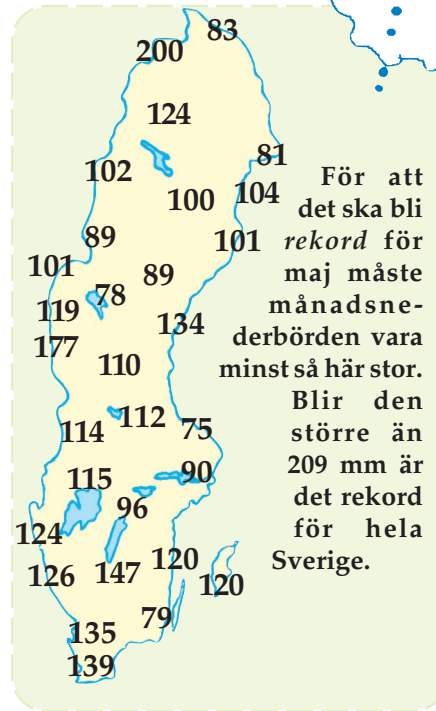 83
200
124
81
102
100
104
89
101
101
89
78
119
134
177
110
112
114
75
115
90
96
124
120
126
147
120
79
135
139
För att
det ska bli
rekord för
maj måste
månadsne-
derbörden vara
minst så här stor.
Blir den
större än
209 mm är
det rekord
för hela
Sverige.